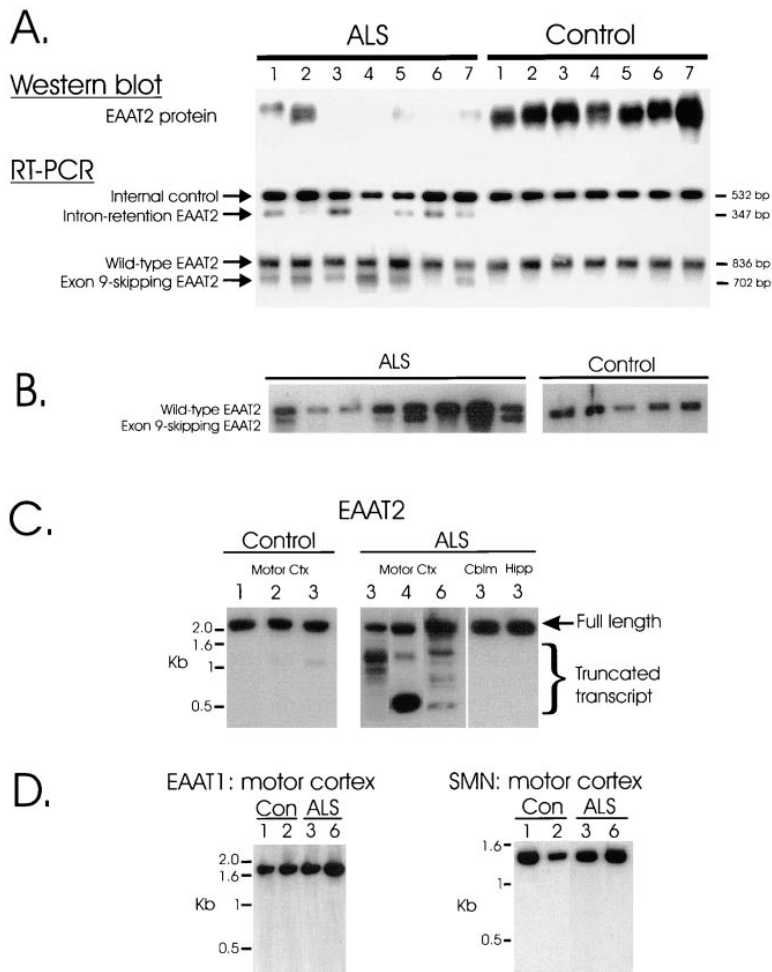 A.
ALS Control
1 2 3 4 5 6 7 1 2 3 4 5 6 7
Western blot
EAAT2 protein
RT-PCR
Internal control 532 bp
Intron-retention EAAT2 347 bp
Wild-type EAAT2 836 bp
Exon 9-skipping EAAT2 702 bp
B.
ALS Control
Wild-type EAAT2
Exon 9-skipping EAAT2
C.
EAAT2
Control ALS
Motor Ctx Motor Ctx Cblm Hipp
1 2 3 3 4 6 3 3
2.0 Full length
1.6
Kb 1 Truncated transcript
0.5
D.
EAAT1: motor cortex SMN: motor cortex
Con ALS Con ALS
1 2 3 6 1 2 3 6
2.0 1.6
1.6
1
Kb 1 Kb
0.5 0.5